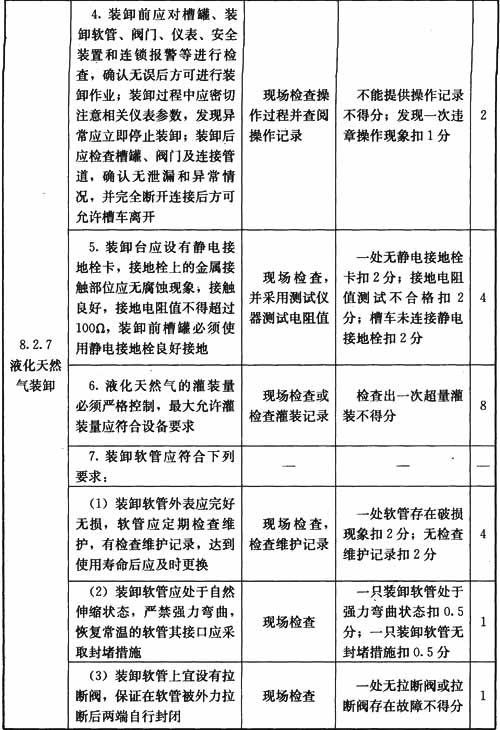 8.2.7
液化天然
气装卸
4. 装卸前应对槽罐、装
卸软管、阀门、仪表、安全
装置和连锁报警等进行检
查，确认无误后方可进行装
卸作业；装卸过程中应密切
注意相关仪表参数，发现异
常应立即停止装卸；装卸后
应检查槽罐、阀门及连接管
道，确认无泄漏和异常情
况，并完全断开连接后方可
允许槽车离开
现场检查操
作过程并查阅
操作记录
不能提供操作记录
不得分；发现一次违
章操作现象扣1分
2
5. 装卸台应设有静电接
地栓卡，接地栓上的金属接
触部位应无腐蚀现象，接触
良好，接地电阻值不得超过
100Ω，装卸前槽罐必须使
用静电接地栓良好接地
现场检查，
并采用测试仪
器测试电阻值
一处无静电接地栓
卡扣2分；接地电阻
值测试不合格扣2
分；槽车未连接静电
接地栓扣2分
4
6. 液化天然气的灌装量
必须严格控制，最大允许灌
装量应符合设备要求
现场检查或
检查灌装记录
检查出一次超量灌
装不得分
8
7. 装卸软管应符合下列
要求：
—
—
—
（1）装卸软管外表应完好
无损，软管应定期检查维
护，有检查维护记录，达到
使用寿命后应及时更换
现场检查，
检查维护记录
一处软管存在破损
现象扣2分；无检查
维护记录扣2分
4
（2）装卸软管应处于自然
伸缩状态，严禁强力弯曲，
恢复常温的软管其接口应采
取封堵措施
现场检查
一只装卸软管处于
强力弯曲状态扣0.5
分；一只装卸软管无
封堵措施扣0.5分
1
（3）装卸软管上宜设有拉
断阀，保证在软管被外力拉
断后两端自行封闭
现场检查
一处无拉断阀或拉
断阀存在故障不得分
1